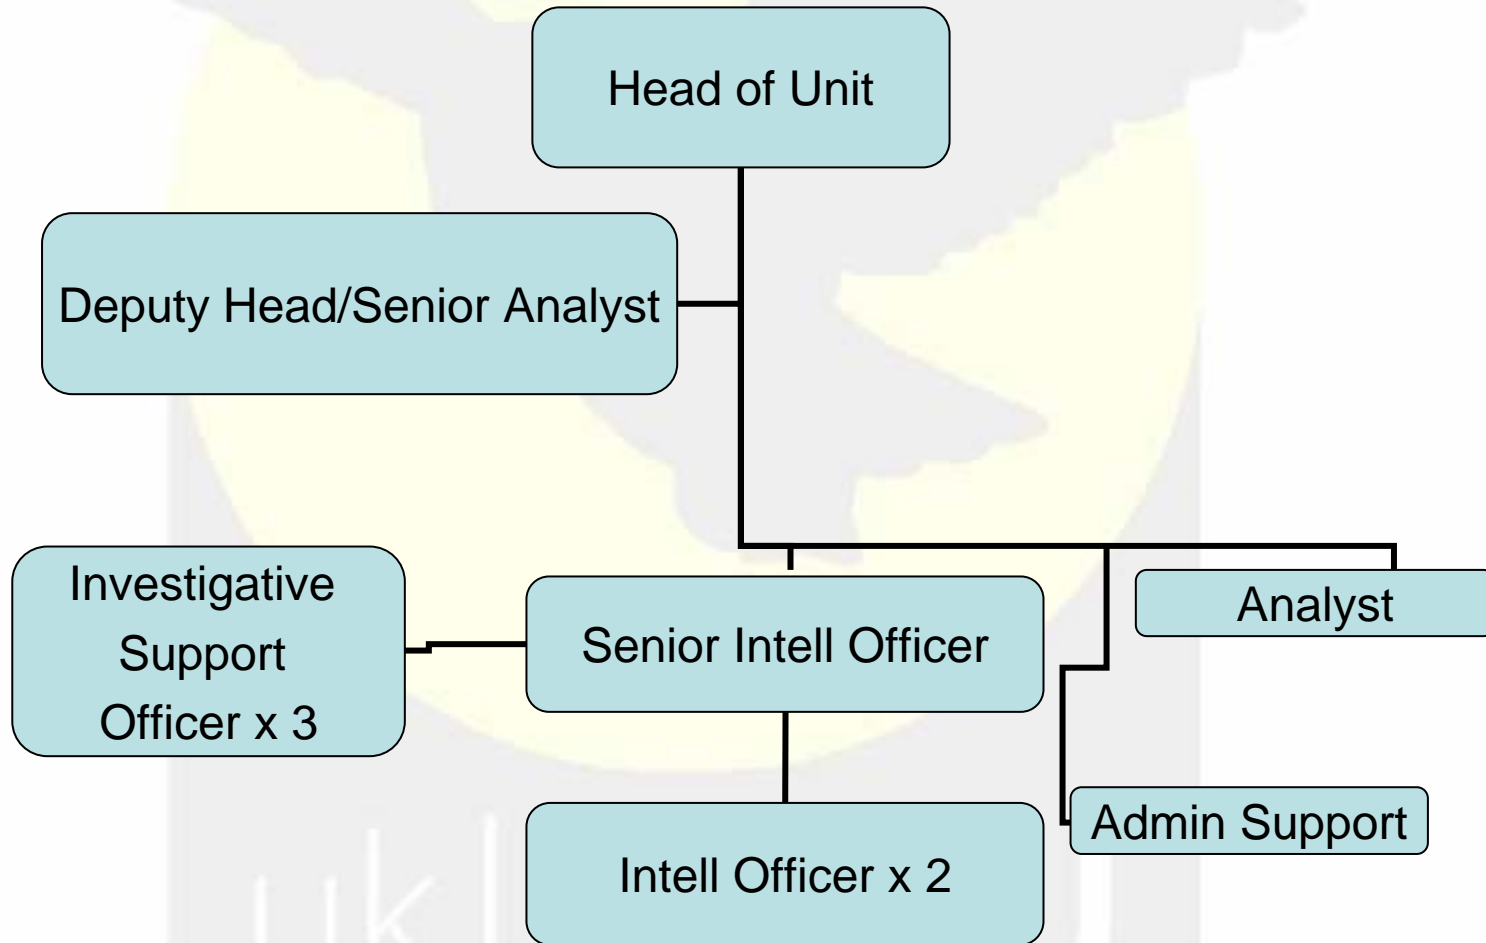 Head of Unit
Deputy Head/Senior Analyst
Investigative
Support
Officer x 3
Senior Intell Officer
Analyst
Admin Support
Intell Officer x 2